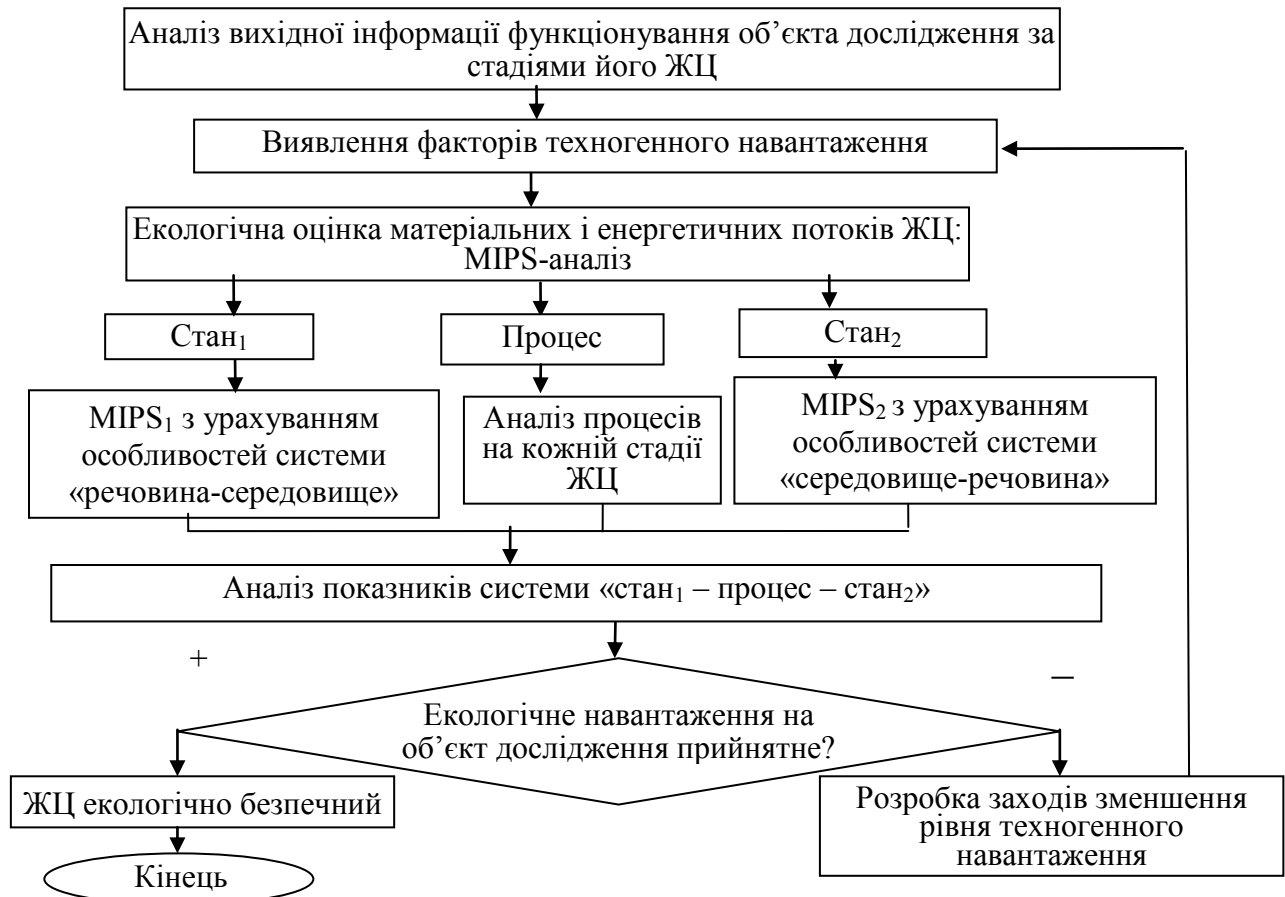 Аналіз вихідної інформації функціонування об’єкта дослідження за
стадіями його ЖЦ
Виявлення факторів техногенного навантаження
Екологічна оцінка матеріальних і енергетичних потоків ЖЦ:
MIPS-аналіз
Стан₁
Процес
Стан₂
MIPS₁ з урахуванням
особливостей системи
«речовина-середовище»
Аналіз процесів
на кожній стадії
ЖЦ
MIPS₂ з урахуванням
особливостей системи
«середовище-речовина»
Аналіз показників системи «стан₁ – процес – стан₂»
+
–
Екологічне навантаження на
об’єкт дослідження прийнятне?
ЖЦ екологічно безпечний
Розробка заходів зменшення
рівня техногенного
навантаження
Кінець